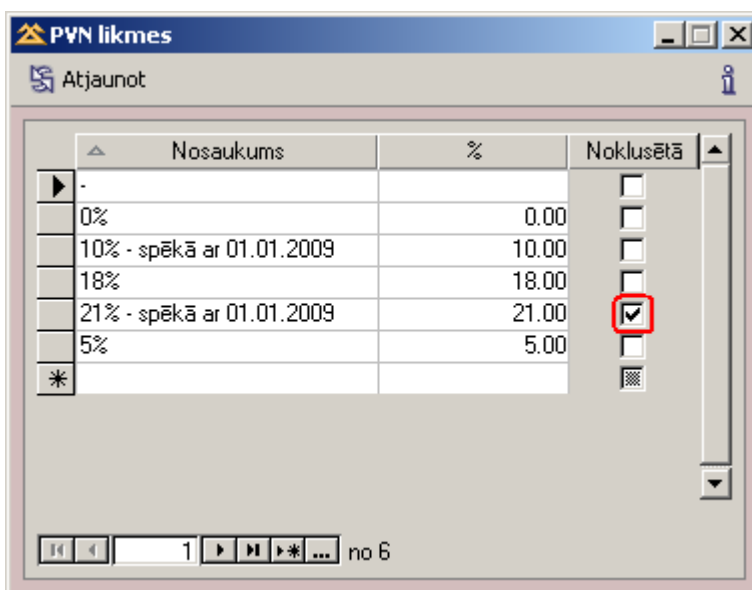 PVN likmes
Atjaunot
Nosaukums % Noklusētā
-
0% 0.00
10% - spēkā ar 01.01.2009 10.00
18% 18.00
21% - spēkā ar 01.01.2009 21.00
5% 5.00
1 ... no 6